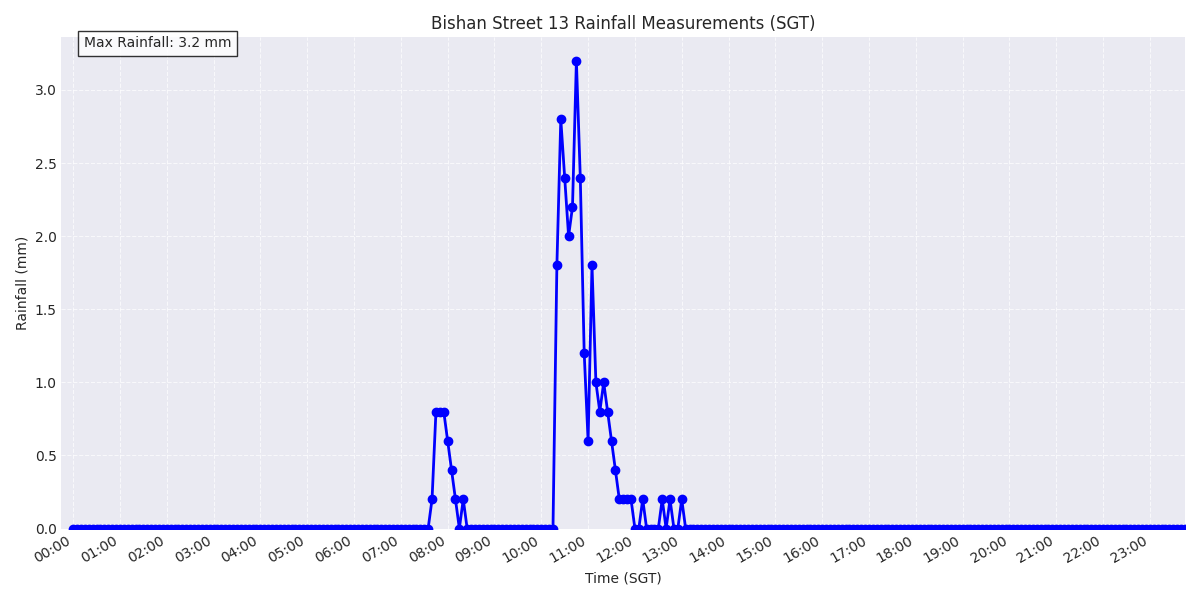 Bishan Street 13 Rainfall Measurements (SGT)
Max Rainfall: 3.2 mm
Rainfall (mm)
3.0
2.5
2.0
1.5
1.0
0.5
0.0
00:00 01:00 02:00 03:00 04:00 05:00 06:00 07:00 08:00 09:00 10:00 11:00 12:00 13:00 14:00 15:00 16:00 17:00 18:00 19:00 20:00 21:00 22:00 23:00
Time (SGT)